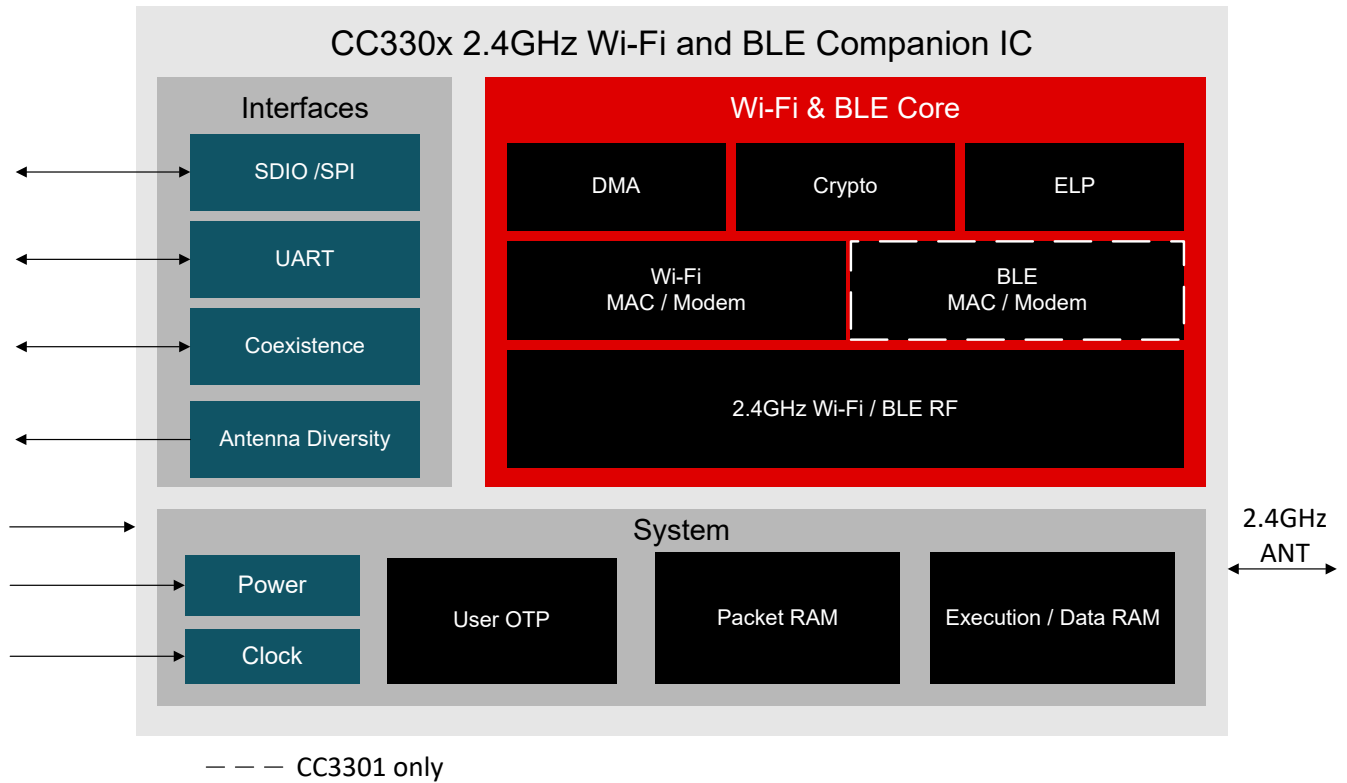 CC330x 2.4GHz Wi-Fi and BLE Companion IC
Interfaces
SDIO /SPI
UART
Coexistence
Antenna Diversity
Wi-Fi & BLE Core
DMA
Crypto
ELP
Wi-Fi
MAC / Modem
BLE
MAC / Modem
2.4GHz Wi-Fi / BLE RF
System
Power
Clock
User OTP
Packet RAM
Execution / Data RAM
2.4GHz
ANT
CC3301 only